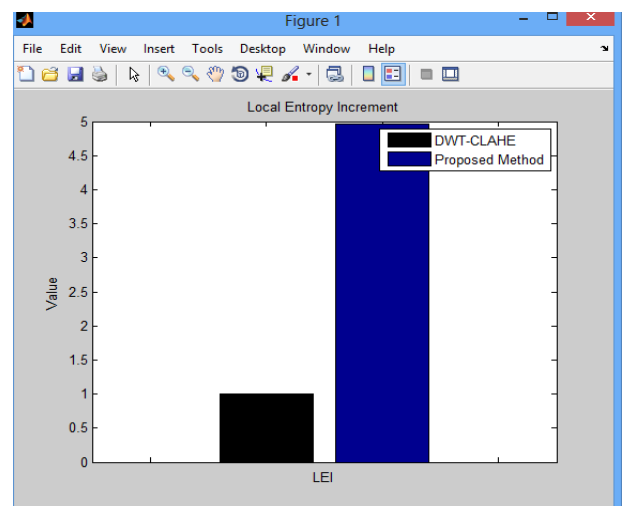 Figure 1
File Edit View Insert Tools Desktop Window Help
Local Entropy Increment
5
4.5
4
3.5
3
2.5
2
1.5
1
0.5
0
Value
DWT-CLAHE
Proposed Method
LEI